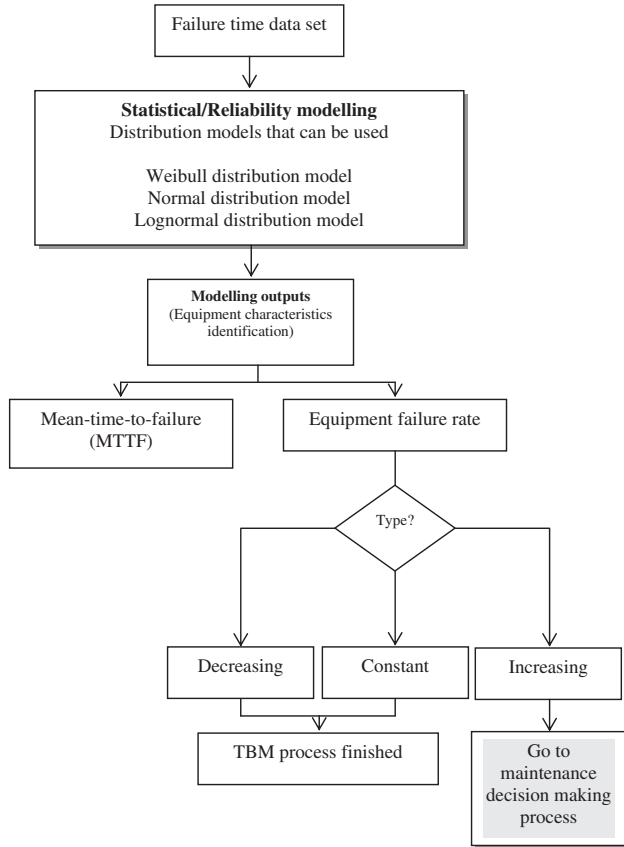 Failure time data set
Statistical/Reliability modelling
Distribution models that can be used
Weibull distribution model
Normal distribution model
Lognormal distribution model
Modelling outputs
(Equipment characteristics
identification)
Mean-time-to-failure
(MTTF)
Equipment failure rate
Type?
Decreasing
Constant
Increasing
TBM process finished
Go to
maintenance
decision making
process